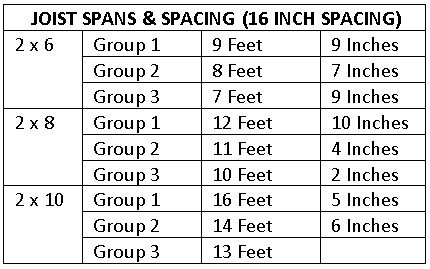 JOIST SPANS & SPACING (16 INCH SPACING)
2 x 6 Group 1 9 Feet 9 Inches
Group 2 8 Feet 7 Inches
Group 3 7 Feet 9 Inches
2 x 8 Group 1 12 Feet 10 Inches
Group 2 11 Feet 4 Inches
Group 3 10 Feet 2 Inches
2 x 10 Group 1 16 Feet 5 Inches
Group 2 14 Feet 6 Inches
Group 3 13 Feet